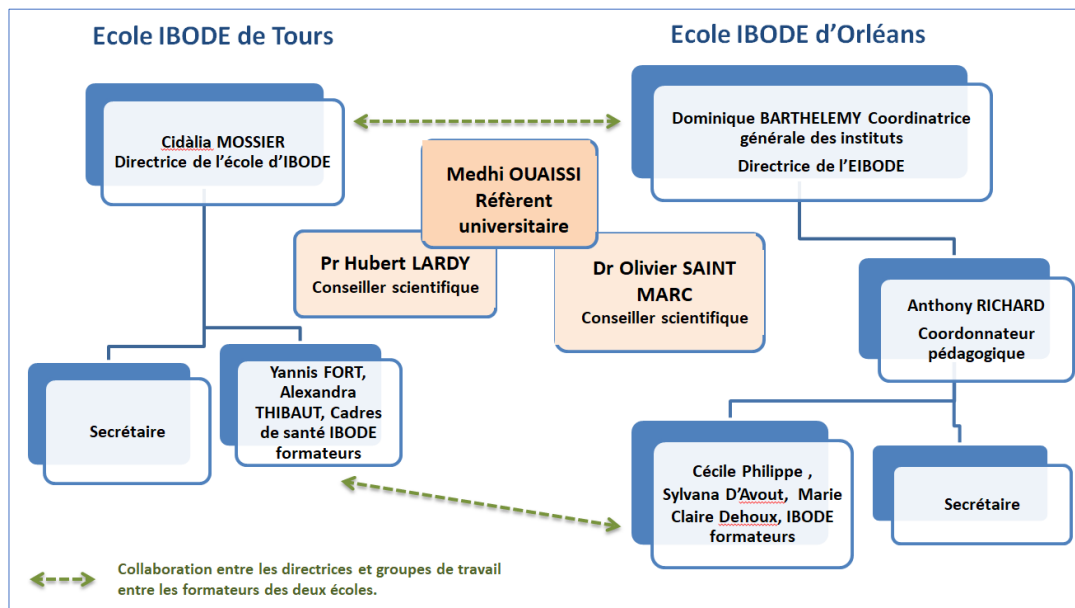 Ecole IBODE de Tours
Ecole IBODE d'Orléans
Cidàlia MOSSIER
Directrice de l'école d'IBODE
Dominique BARTHELEMY Coordinatrice
générale des instituts
Directrice de l'EIBODE
Medhi OUAISSI
Réfèrent
universitaire
Pr Hubert LARDY
Conseiller scientifique
Dr Olivier SAINT
MARC
Conseiller scientifique
Anthony RICHARD
Coordonnateur
pédagogique
Secrétaire
Yannis FORT,
Alexandra
THIBAUT, Cadres
de santé IBODE
formateurs
Cécile Philippe ,
Sylvana D'Avout, Marie
Claire Dehoux, IBODE
formateurs
Secrétaire
Collaboration entre les directrices et groupes de travail
entre les formateurs des deux écoles.